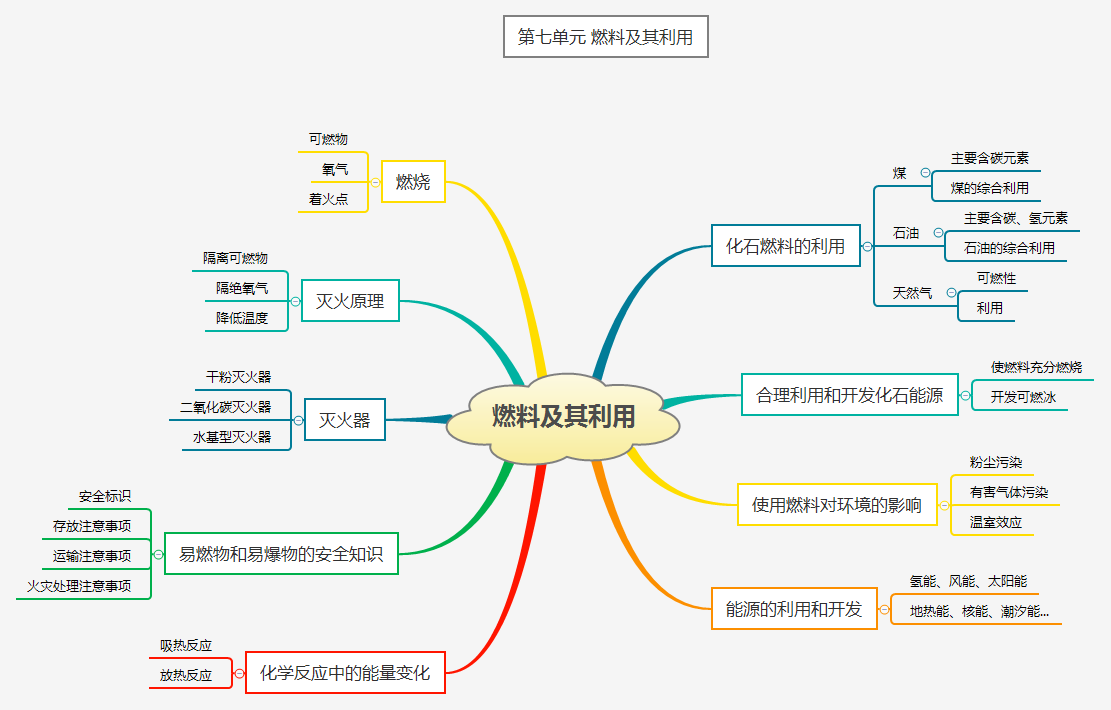 第七单元 燃料及其利用
燃料及其利用
燃烧
可燃物
氧气
着火点
灭火原理
隔离可燃物
隔绝氧气
降低温度
灭火器
干粉灭火器
二氧化碳灭火器
水基型灭火器
易燃物和易爆物的安全知识
安全标识
存放注意事项
运输注意事项
火灾处理注意事项
化学反应中的能量变化
吸热反应
放热反应
化石燃料的利用
煤
主要含碳元素
煤的综合利用
石油
主要含碳、氢元素
石油的综合利用
天然气
可燃性
利用
合理利用和开发化石能源
使燃料充分燃烧
开发可燃冰
使用燃料对环境的影响
粉尘污染
有害气体污染
温室效应
能源的利用和开发
氢能、风能、太阳能
地热能、核能、潮汐能...